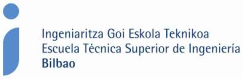 Ingeniaritza Goi Eskola Teknikoa
Escuela Técnica Superior de Ingeniería
Bilbao